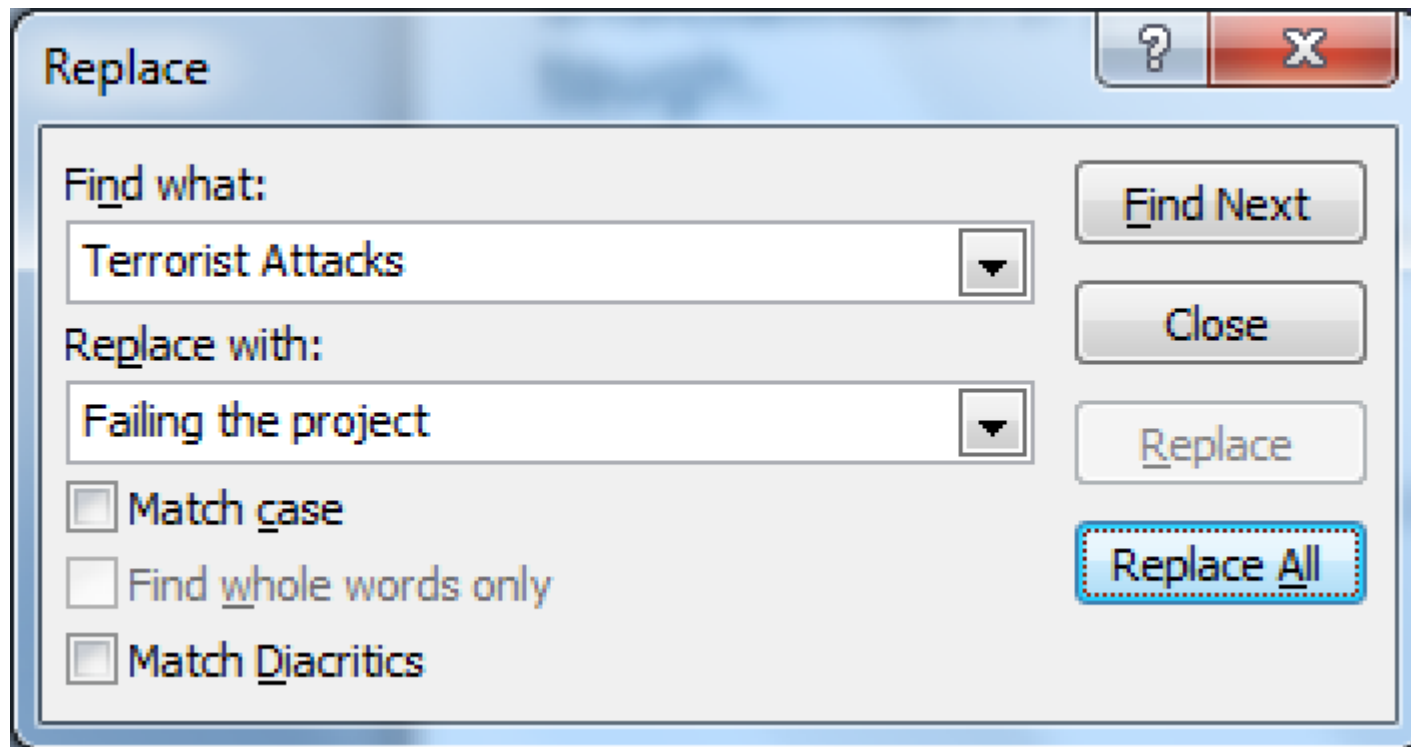 Replace
Find what:
Terrorist Attacks
Replace with:
Failing the project
Match case
Find whole words only
Match Diacritics
Find Next
Close
Replace
Replace All